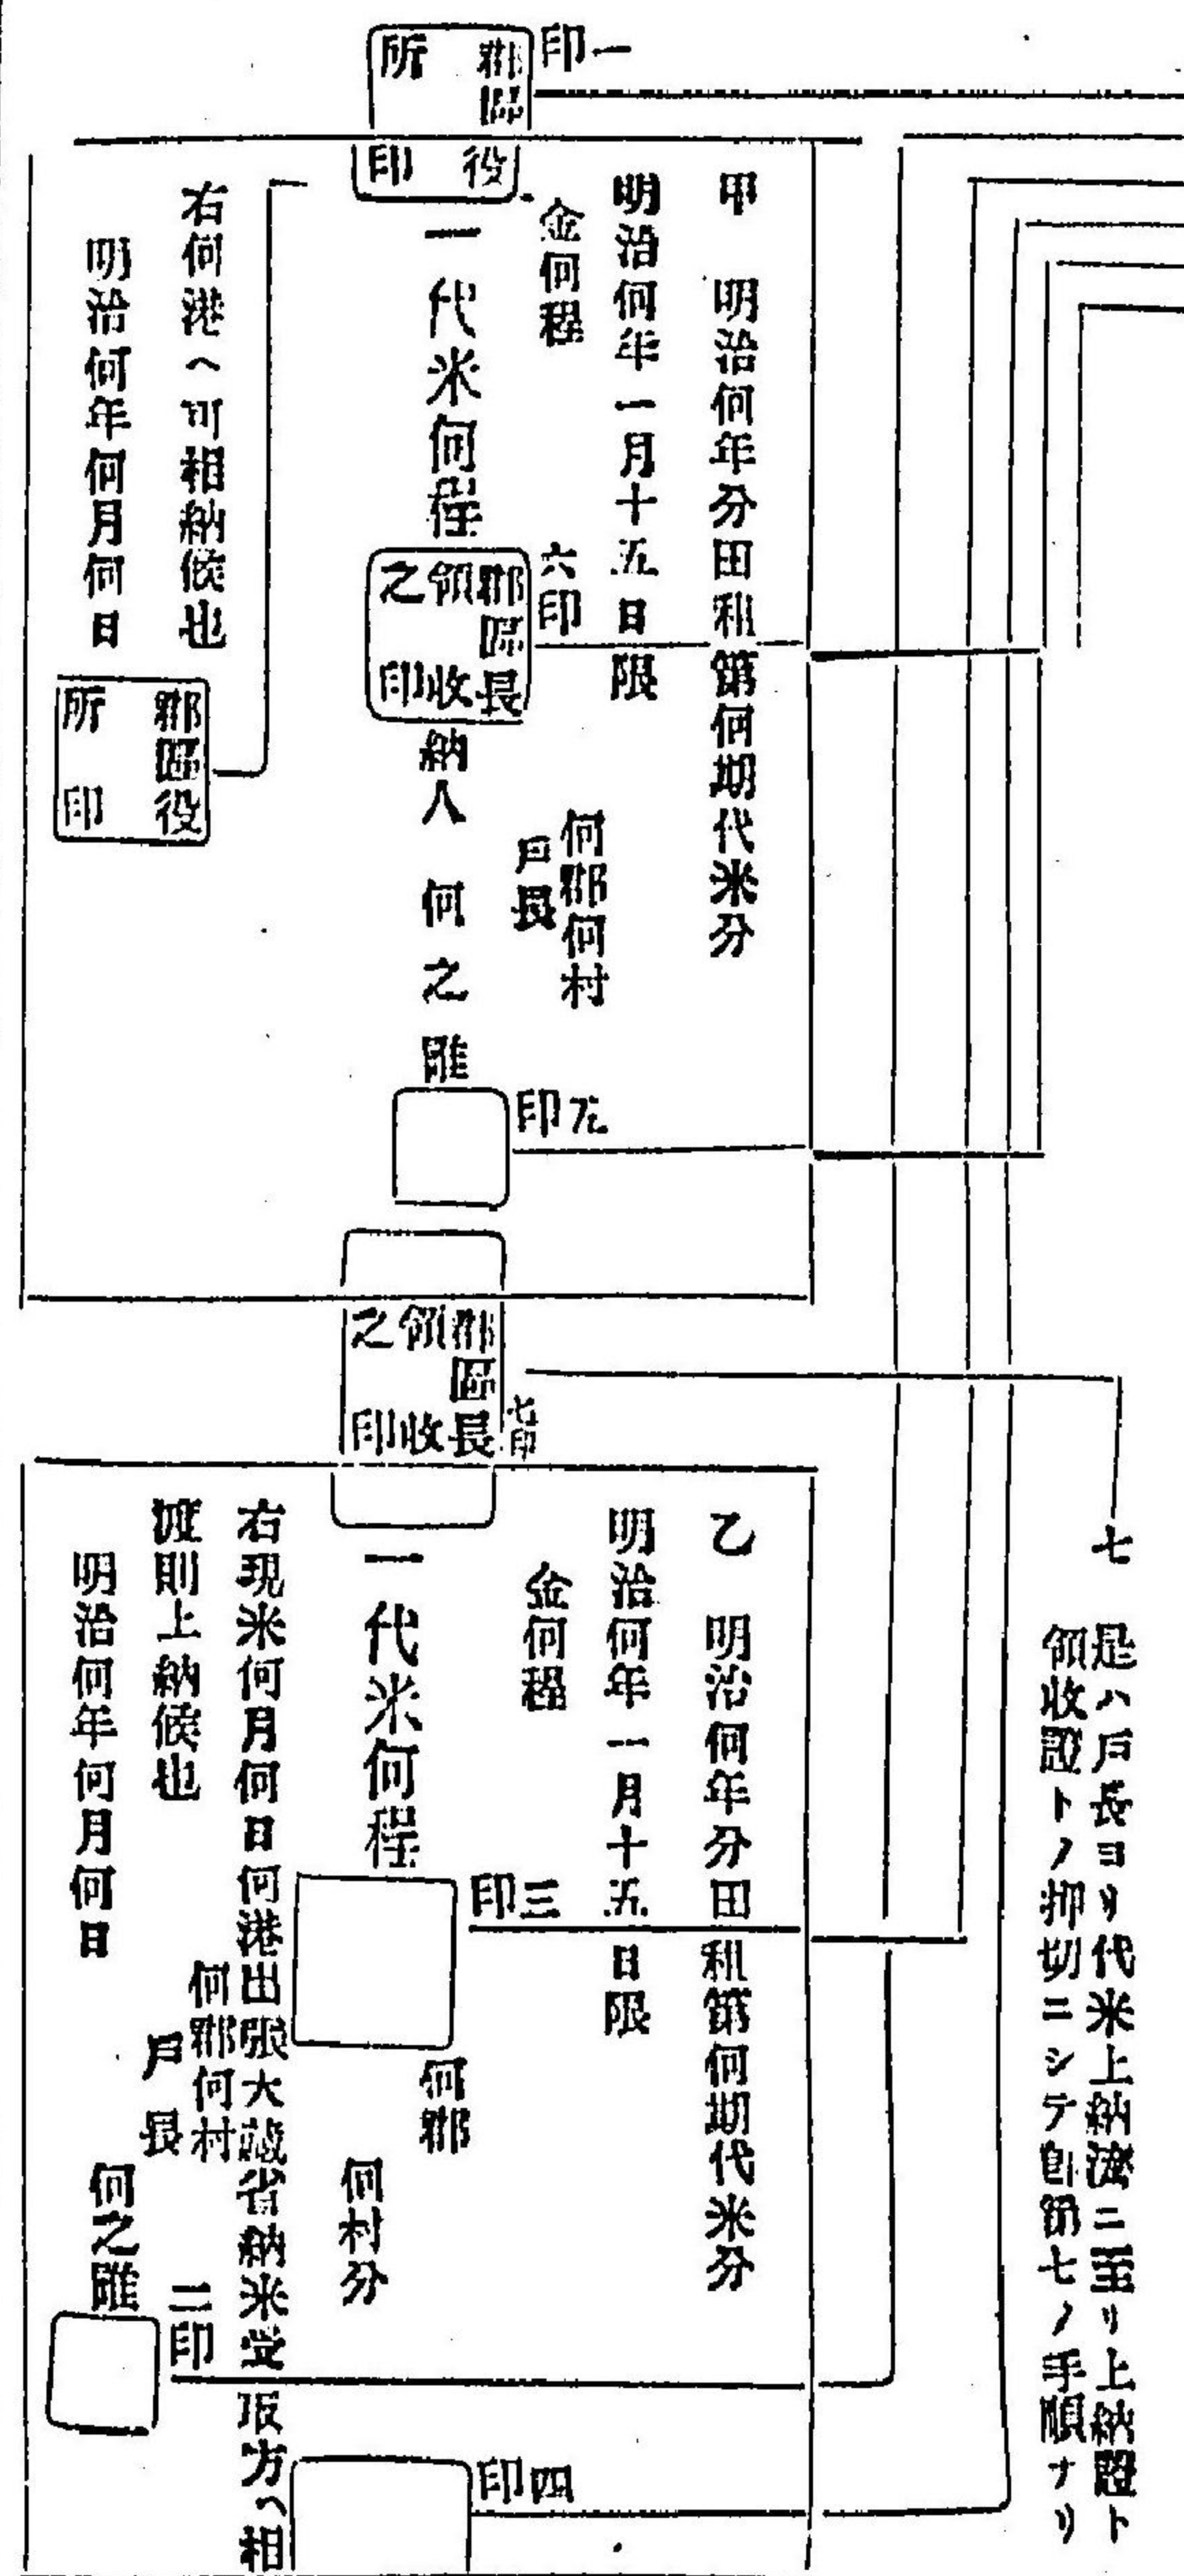 七　是ハ戸長ヨリ代米上納濟ニ至リ上納證ト
領收證トノ押切ニシテ卽第七ノ手順ナリ
印一
郡區役
所印
甲　明治何年分田租第何期代米分
明治何年一月十五日限
金何程
一代米何程
六印
郡區長
領收
之印
何郡何村
戸長
納人　何之誰
印五
右何港ヘ可相納候也
明治何年何月何日
郡區役
所印
七印
郡區長
領收
之印
乙　明治何年分田租第何期代米分
明治何年一月十五日限
金何程
一代米何程
印三
何郡
何村分
右現米何月何日何港出張大藏省納米受取方ヘ相
渡則上納候也
明治何年何月何日
何郡何村
戸長
何之誰
二印
印四